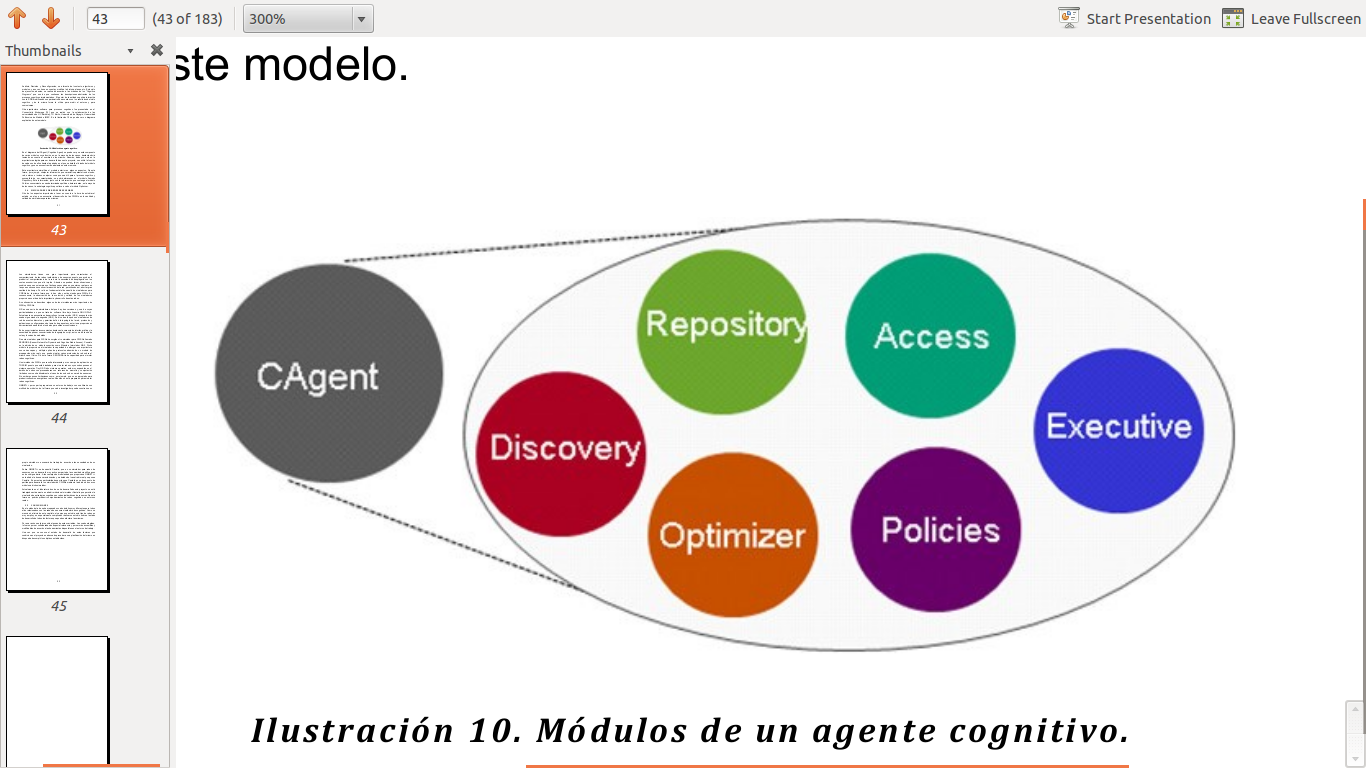 43 (43 of 183) 300% Start Presentation Leave Fullscreen
Thumbnails
43
44
45
ste modelo.
CAgent
Repository
Access
Discovery
Executive
Optimizer
Policies
Ilustración 10. Módulos de un agente cognitivo.